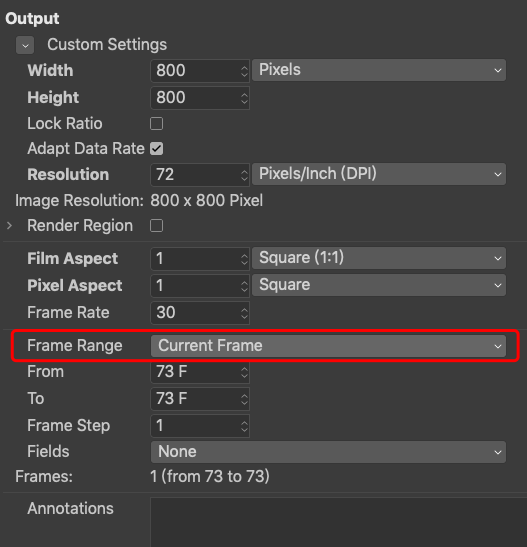 Output
Custom Settings
Width 800 Pixels
Height 800
Lock Ratio
Adapt Data Rate
Resolution 72 Pixels/Inch (DPI)
Image Resolution: 800 x 800 Pixel
Render Region
Film Aspect 1 Square (1:1)
Pixel Aspect 1 Square
Frame Rate 30
Frame Range Current Frame
From 73 F
To 73 F
Frame Step 1
Fields None
Frames: 1 (from 73 to 73)
Annotations